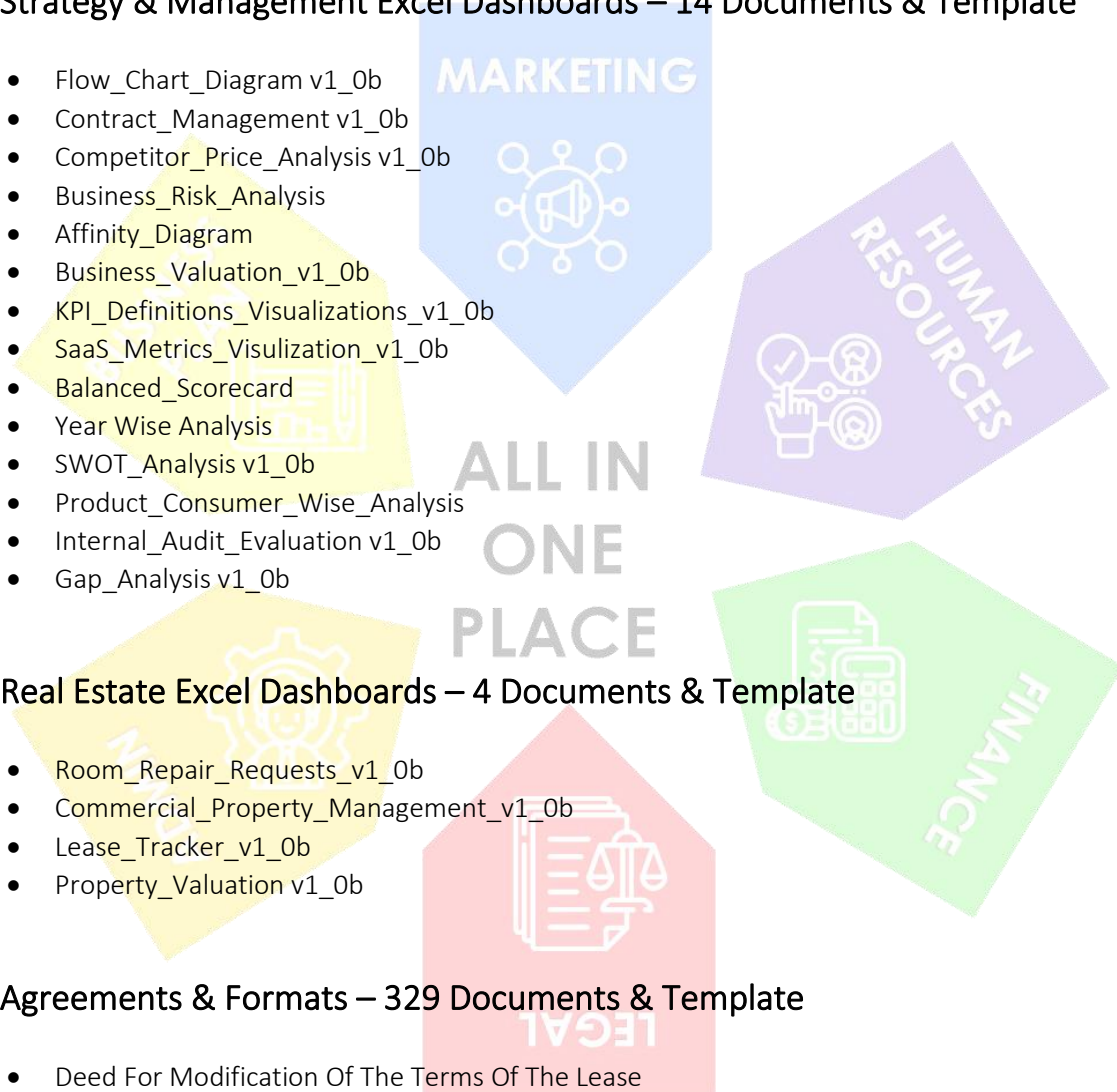 Strategy & Management Excel Dashboards – 14 Documents & Template
• Flow_Chart_Diagram v1_0b
• Contract_Management v1_0b
• Competitor_Price_Analysis v1_0b
• Business_Risk_Analysis
• Affinity_Diagram
• Business_Valuation_v1_0b
• KPI_Definitions_Visualizations_v1_0b
• SaaS_Metrics_Visulization_v1_0b
• Balanced_Scorecard
• Year Wise Analysis
• SWOT_Analysis v1_0b
• Product_Consumer_Wise_Analysis
• Internal_Audit_Evaluation v1_0b
• Gap_Analysis v1_0b
Real Estate Excel Dashboards – 4 Documents & Template
• Room_Repair_Requests_v1_0b
• Commercial_Property_Management_v1_0b
• Lease_Tracker_v1_0b
• Property_Valuation v1_0b
Agreements & Formats – 329 Documents & Template
• Deed For Modification Of The Terms Of The Lease
MARKETING
HUMAN
RESOURCES
FINANCE
LEGAL
ADMIN
BUSINESS
ALL IN
ONE
PLACE